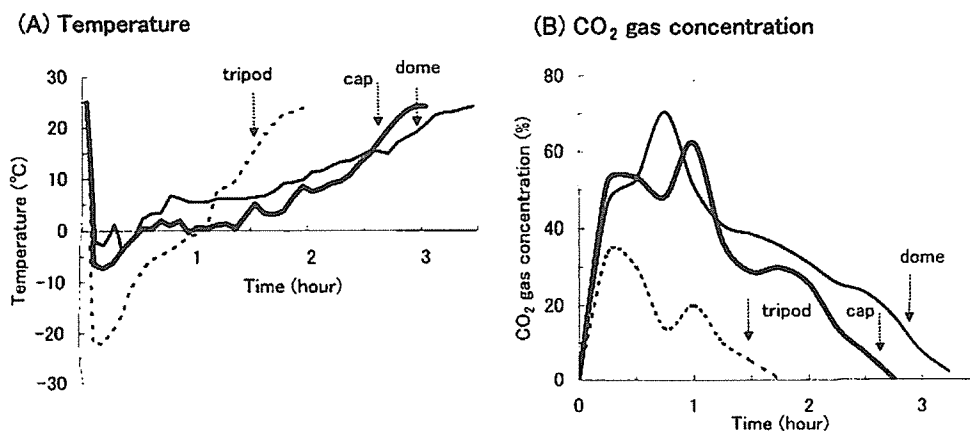 (A) Temperature
tripod
cap
dome
30
20
10
0
-10
-20
-30
1
2
3
Temperature (°C)
Time (hour)
(B) CO₂ gas concentration
80
60
40
20
0
0
1
2
3
CO₂ gas concentration (%)
tripod
cap
dome
Time (hour)